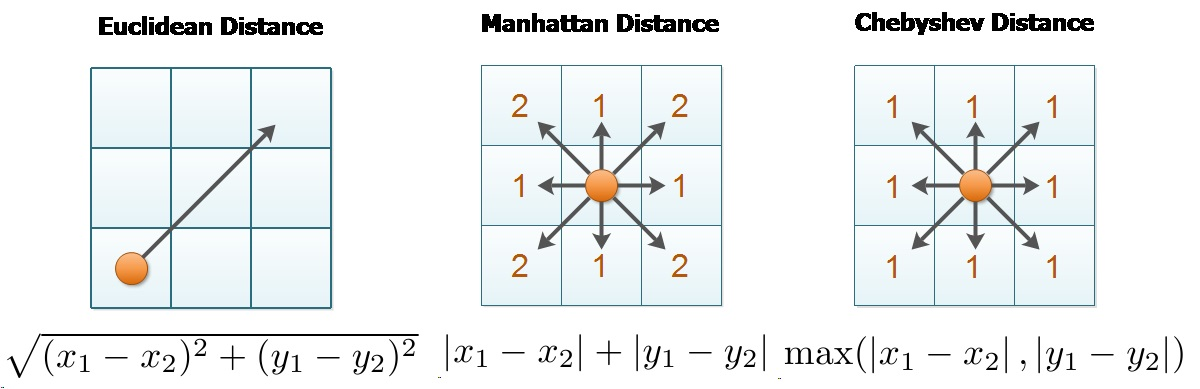 Euclidean Distance
Manhattan Distance
Chebyshev Distance
2 1 2
1 1
2 1 2
1 1 1
1 1
1 1 1
√(x₁ − x₂)² + (y₁ − y₂)²
|x₁ − x₂| + |y₁ − y₂|
max(|x₁ − x₂| , |y₁ − y₂|)